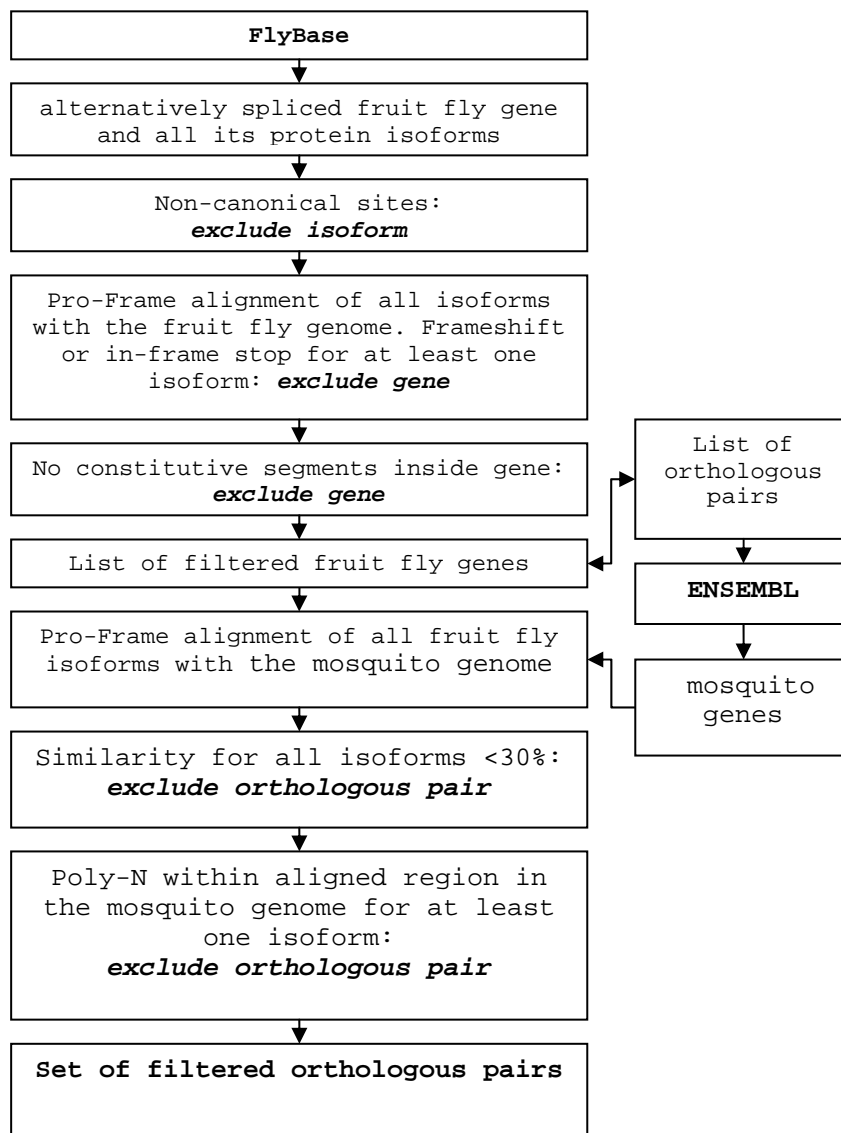 FlyBase
alternatively spliced fruit fly gene
and all its protein isoforms
Non-canonical sites:
exclude isoform
Pro-Frame alignment of all isoforms
with the fruit fly genome. Frameshift
or in-frame stop for at least one
isoform: exclude gene
No constitutive segments inside gene:
exclude gene
List of filtered fruit fly genes
List of
orthologous
pairs
ENSEMBL
mosquito
genes
Pro-Frame alignment of all fruit fly
isoforms with the mosquito genome
Similarity for all isoforms <30%:
exclude orthologous pair
Poly-N within aligned region in
the mosquito genome for at least
one isoform:
exclude orthologous pair
Set of filtered orthologous pairs